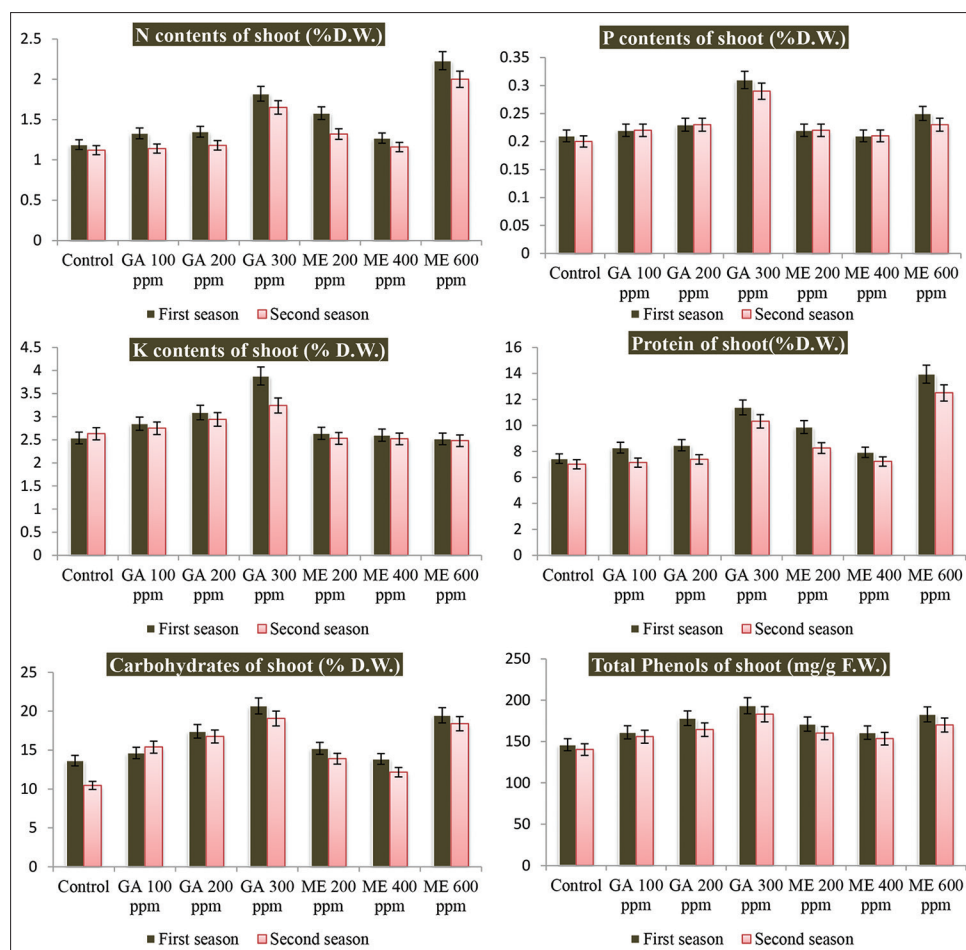 N contents of shoot (%D.W.)
2.5
2
1.5
1
0.5
0
Control GA 100 GA 200 GA 300 ME 200 ME 400 ME 600
ppm ppm ppm ppm ppm ppm
First season Second season
P contents of shoot (%D.W.)
0.35
0.3
0.25
0.2
0.15
0.1
0.05
0
Control GA 100 GA 200 GA 300 ME 200 ME 400 ME 600
ppm ppm ppm ppm ppm ppm
First season Second season
K contents of shoot (% D.W.)
4.5
4
3.5
3
2.5
2
1.5
1
0.5
0
Control GA 100 GA 200 GA 300 ME 200 ME 400 ME 600
ppm ppm ppm ppm ppm ppm
First season Second season
Protein of shoot(%D.W.)
16
14
12
10
8
6
4
2
0
Control GA 100 GA 200 GA 300 ME 200 ME 400 ME 600
ppm ppm ppm ppm ppm ppm
First season Second season
Carbohydrates of shoot (% D.W.)
25
20
15
10
5
0
Control GA 100 GA 200 GA 300 ME 200 ME 400 ME 600
ppm ppm ppm ppm ppm ppm
First season Second season
Total Phenols of shoot (mg/g F.W.)
250
200
150
100
50
0
Control GA 100 GA 200 GA 300 ME 200 ME 400 ME 600
ppm ppm ppm ppm ppm ppm
First season Second season